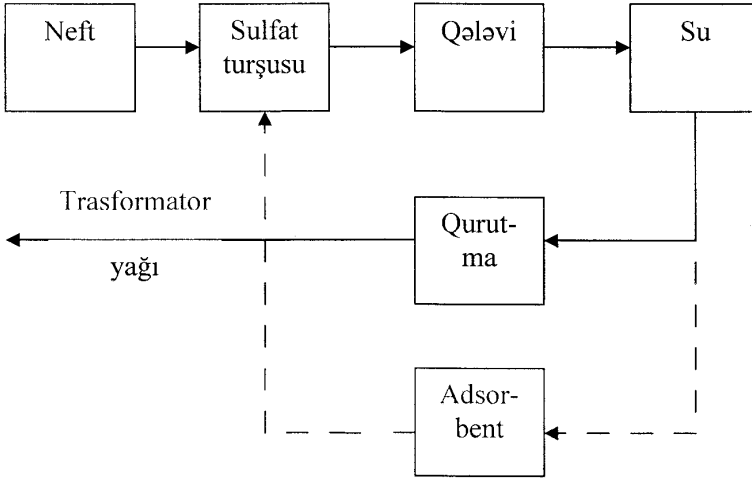 Neft
Sulfat
turşusu
Qələvi
Su
Trasformator
yağı
Qurut-
ma
Adsor-
bent